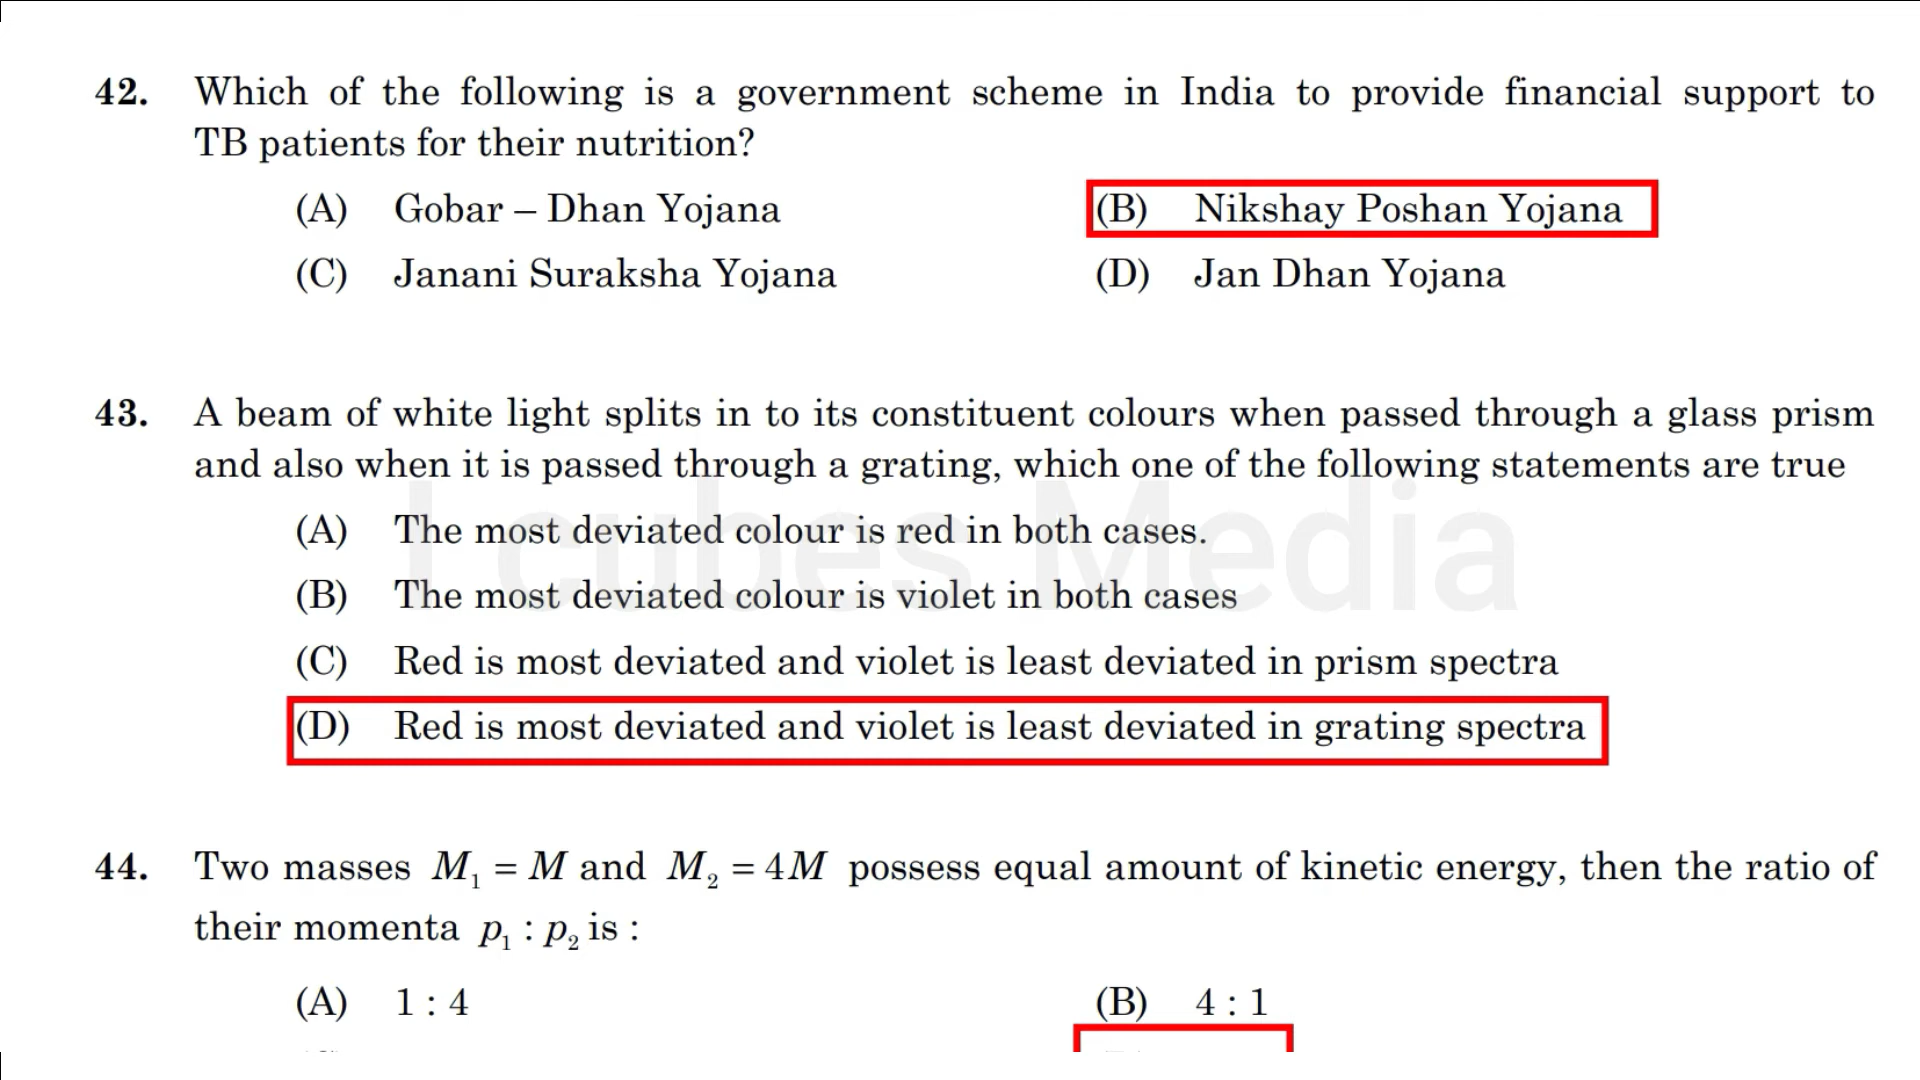 42. Which of the following is a government scheme in India to provide financial support to
TB patients for their nutrition?
(A) Gobar – Dhan Yojana (B) Nikshay Poshan Yojana
(C) Janani Suraksha Yojana (D) Jan Dhan Yojana
43. A beam of white light splits in to its constituent colours when passed through a glass prism
and also when it is passed through a grating, which one of the following statements are true
I cubes Media
(A) The most deviated colour is red in both cases.
(B) The most deviated colour is violet in both cases
(C) Red is most deviated and violet is least deviated in prism spectra
(D) Red is most deviated and violet is least deviated in grating spectra
44. Two masses M₁ = M and M₂ = 4M possess equal amount of kinetic energy, then the ratio of
their momenta p₁ : p₂ is :
(A) 1 : 4 (B) 4 : 1